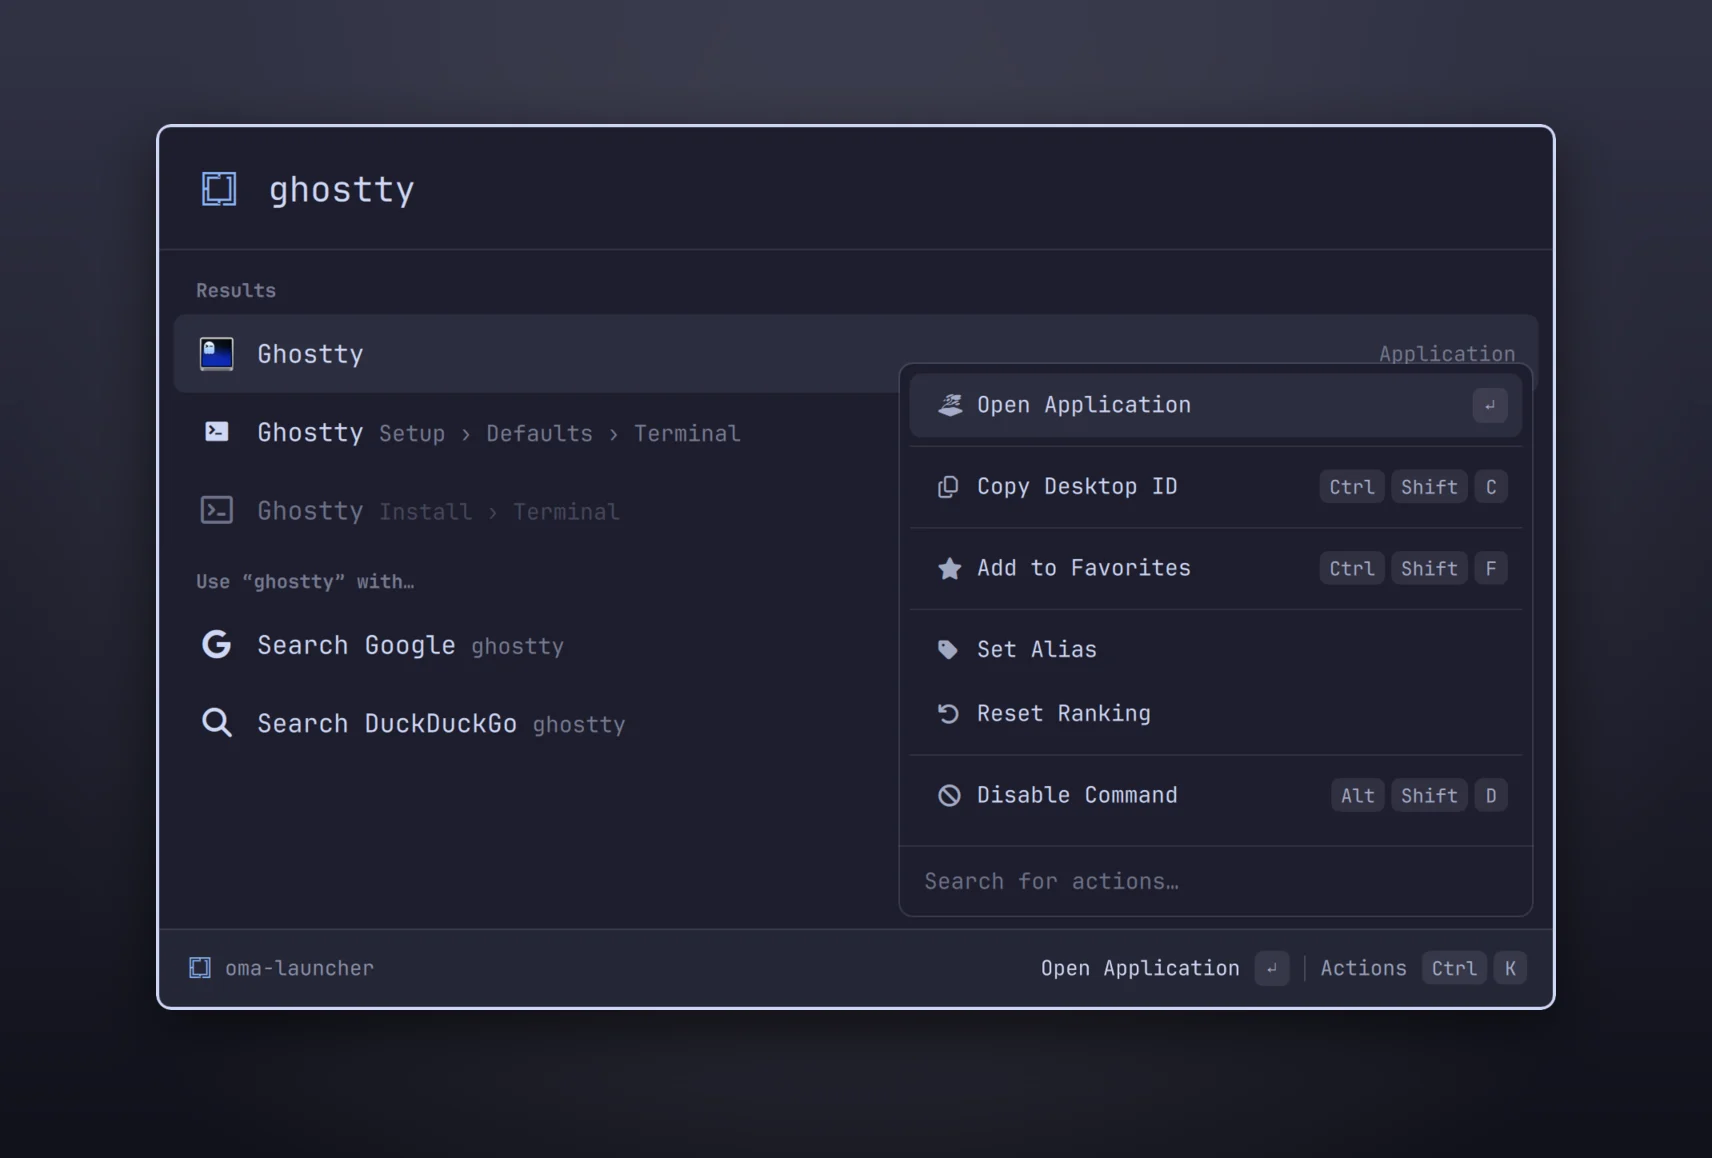 ghostty
Results
Ghostty Application
Ghostty Setup › Defaults › Terminal
Ghostty Install › Terminal
Use “ghostty” with…
Search Google ghostty
Search DuckDuckGo ghostty
Open Application ↵
Copy Desktop ID Ctrl Shift C
Add to Favorites Ctrl Shift F
Set Alias
Reset Ranking
Disable Command Alt Shift D
Search for actions…
oma-launcher Open Application ↵ Actions Ctrl K